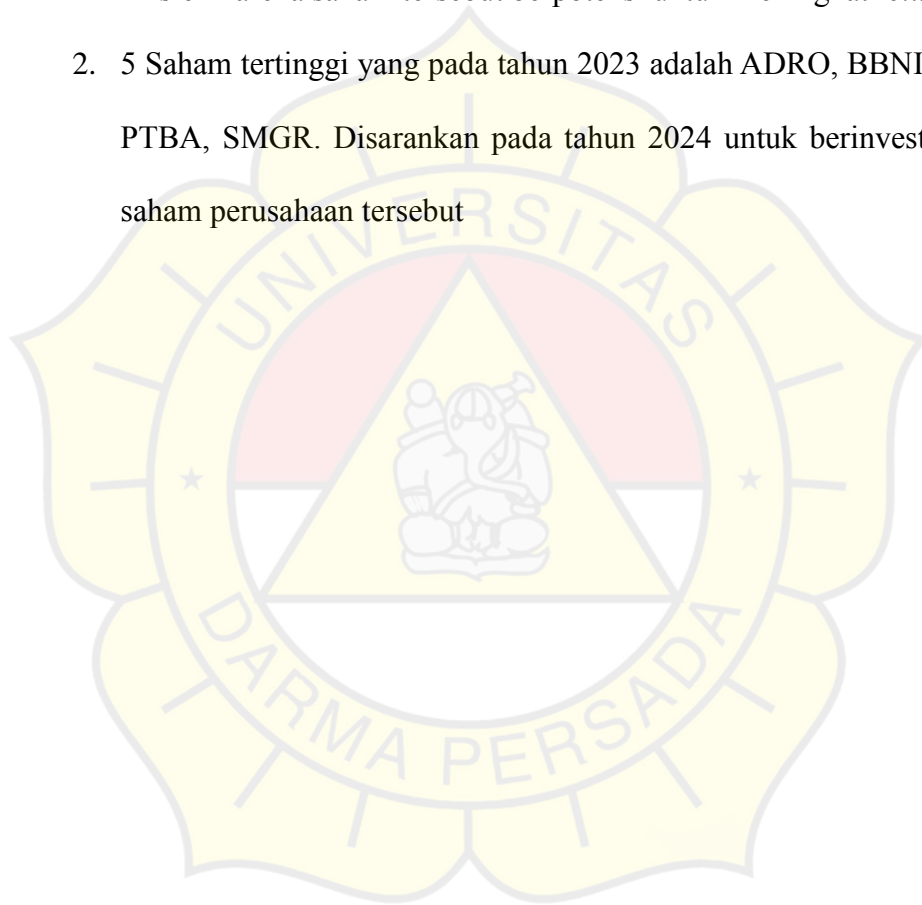 2. 5 Saham tertinggi yang pada tahun 2023 adalah ADRO, BBNI
PTBA, SMGR. Disarankan pada tahun 2024 untuk berinvest
saham perusahaan tersebut
UNIVERSITAS
DARMA PERSADA